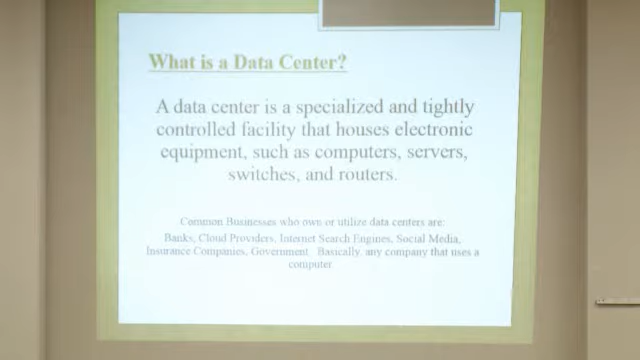 What is a Data Center?
A data center is a specialized and tightly
controlled facility that houses electronic
equipment, such as computers, servers,
switches, and routers.
Common Businesses who own or utilize data centers are:
Banks, Cloud Providers, Internet Search Engines, Social Media,
Insurance Companies, Government. Basically, any company that uses a
computer